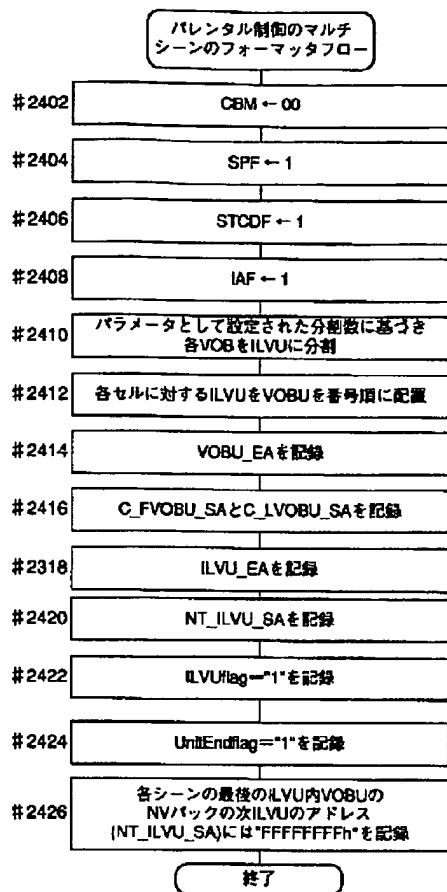 パレンタル制御のマルチ
シーンのフォーマッタフロー
#2402
CBM ← 00
#2404
SPF ← 1
#2406
STCDF ← 1
#2408
IAF ← 1
#2410
パラメータとして設定された分割数に基づき
各VOBをILVUに分割
#2412
各セルに対するILVUをVOBUを番号順に配置
#2414
VOBU_EAを記録
#2416
C_FVOBU_SAとC_LVOBU_SAを記録
#2318
ILVU_EAを記録
#2420
NT_ILVU_SAを記録
#2422
ILVUflag="1"を記録
#2424
UnitEndflag="1"を記録
#2426
各シーンの最後のILVU内VOBUの
NVパックの次ILVUのアドレス
(NT_ILVU_SA)には"FFFFFFFFh"を記録
終了